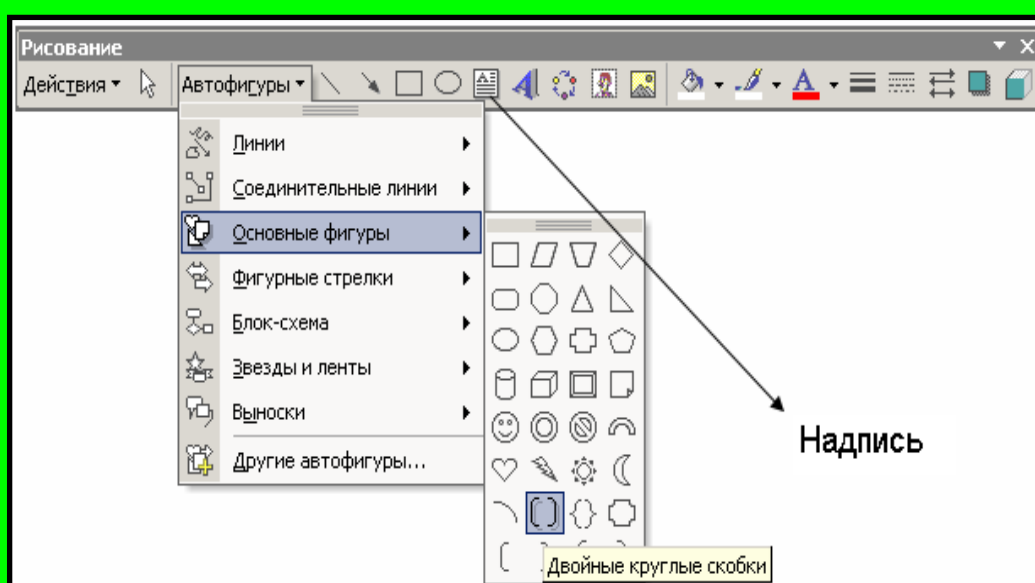 Рисование
Действия Автофигуры
Линии
Соединительные линии
Основные фигуры
Фигурные стрелки
Блок-схема
Звезды и ленты
Выноски
Другие автофигуры...
Надпись
Двойные круглые скобки